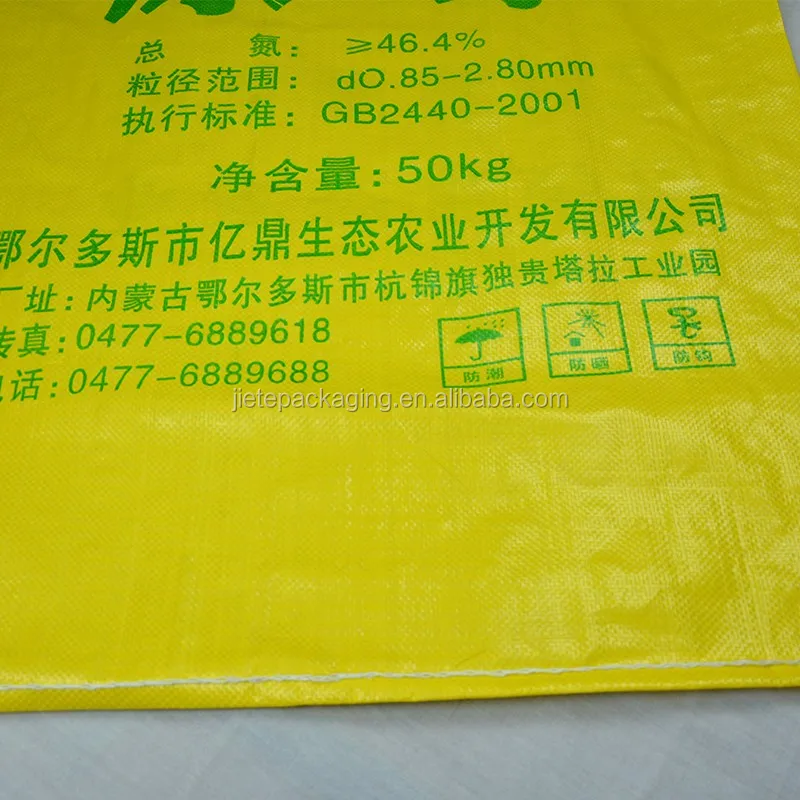 总 氮: ≥46.4%
粒径范围: d0.85-2.80mm
执行标准: GB2440-2001
净含量: 50kg
鄂尔多斯市亿鼎生态农业开发有限公司
厂址: 内蒙古鄂尔多斯市杭锦旗独贵塔拉工业园
传真: 0477-6889618
电话: 0477-6889688
防潮 防晒 防钩
jietepackaging.en.alibaba.com